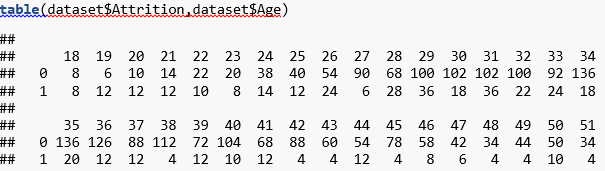 table(dataset$Attrition,dataset$Age)
##
##      18  19  20  21  22  23  24  25  26  27  28  29  30  31  32  33  34
##   0   8   6  10  14  22  20  38  40  54  90  68 100 102 102 100  92 136
##   1   8  12  12  12  10   8  14  12  24   6  28  36  18  36  22  24  18
##
##      35  36  37  38  39  40  41  42  43  44  45  46  47  48  49  50  51
##   0 136 126  88 112  72 104  68  88  60  54  78  58  42  34  44  50  34
##   1  20  12  12   4  12  10  12   4   4  12   4   8   6   4   4  10   4